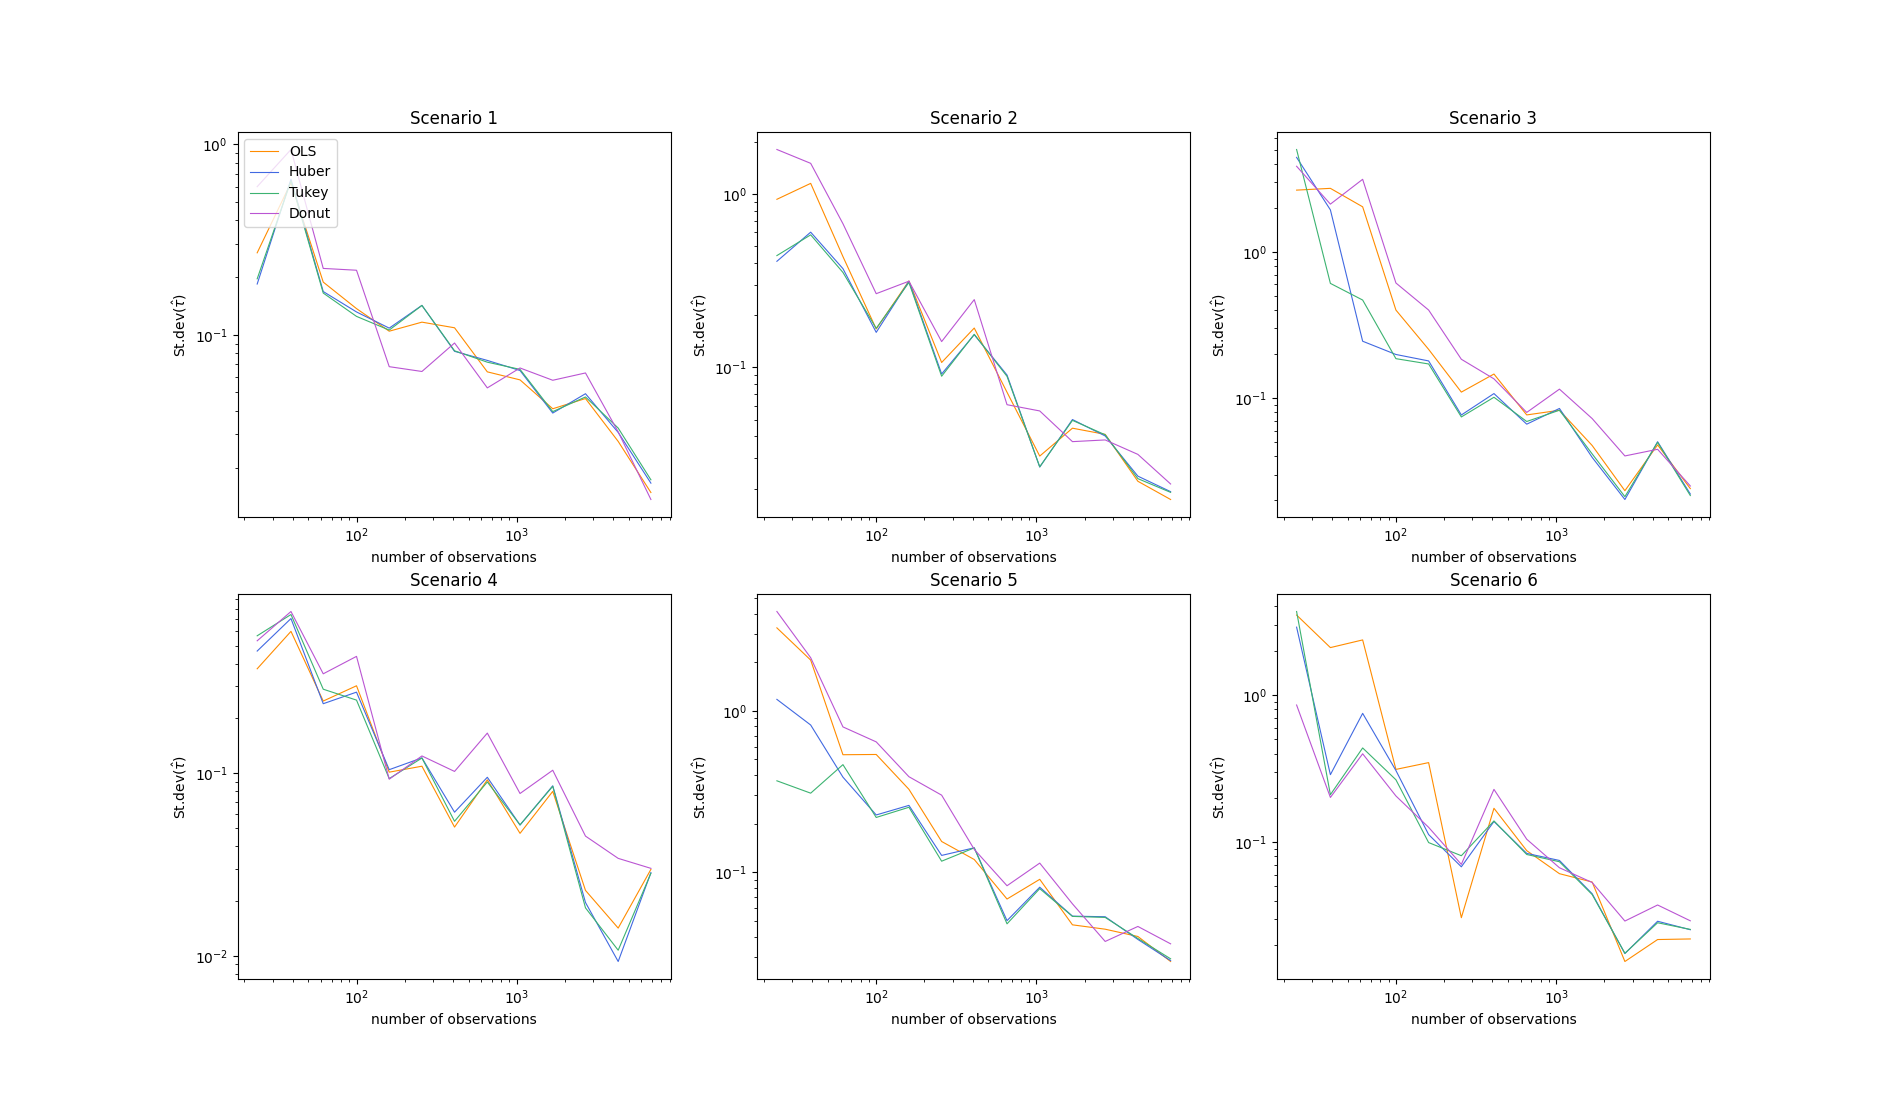 Scenario 1
10⁰
10⁻¹
St.dev(τ̂)
OLS
Huber
Tukey
Donut
10²
10³
number of observations
Scenario 2
10⁰
10⁻¹
St.dev(τ̂)
10²
10³
number of observations
Scenario 3
10⁰
10⁻¹
St.dev(τ̂)
10²
10³
number of observations
Scenario 4
10⁻¹
10⁻²
St.dev(τ̂)
10²
10³
number of observations
Scenario 5
10⁰
10⁻¹
St.dev(τ̂)
10²
10³
number of observations
Scenario 6
10⁰
10⁻¹
St.dev(τ̂)
10²
10³
number of observations